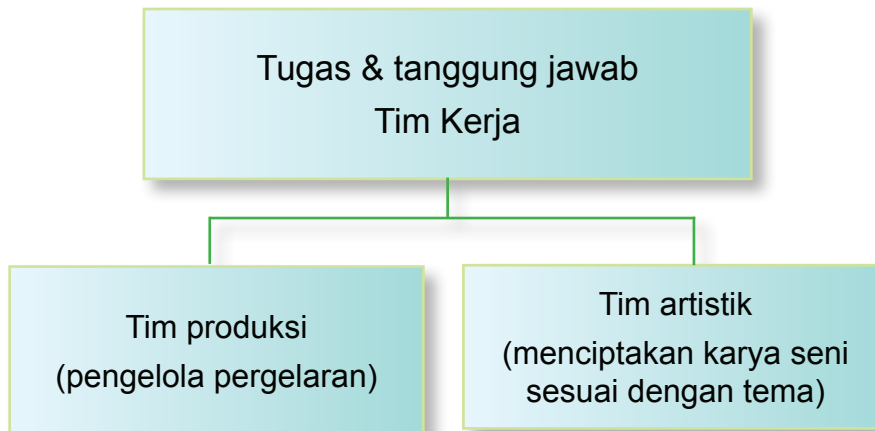 Tugas & tanggung jawab
Tim Kerja
Tim produksi
(pengelola pergelaran)
Tim artistik
(menciptakan karya seni
sesuai dengan tema)